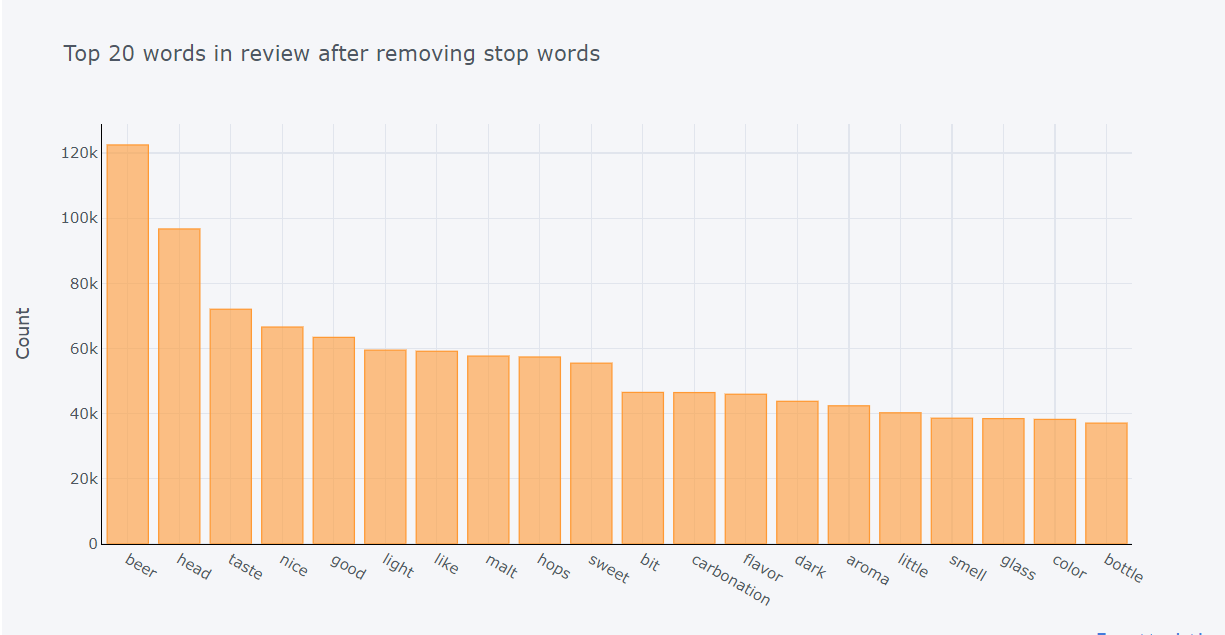 Top 20 words in review after removing stop words
Count
120k
100k
80k
60k
40k
20k
0
beer
head
taste
nice
good
light
like
malt
hops
sweet
bit
carbonation
flavor
dark
aroma
little
smell
glass
color
bottle